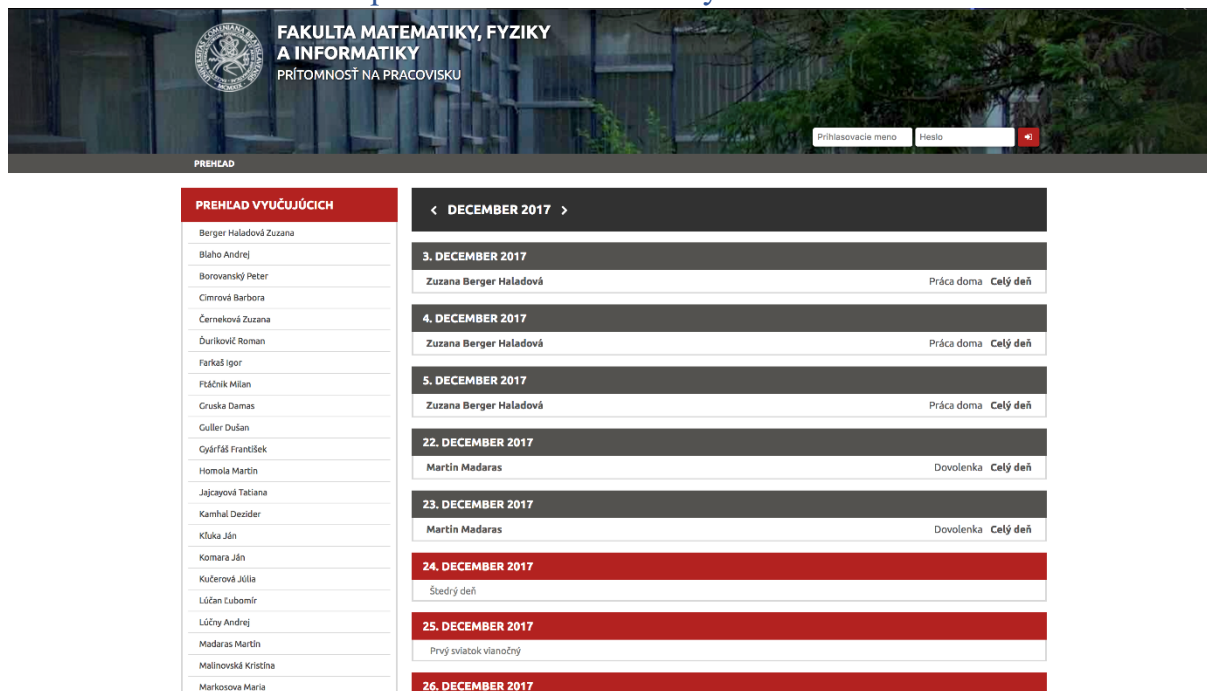 FAKULTA MATEMATIKY, FYZIKY
A INFORMATIKY
PRÍTOMNOSŤ NA PRACOVISKU
Prihlasovacie meno
Heslo
PREHĽAD
PREHĽAD VYUČUJÚCICH
Berger Haladová Zuzana
Blaho Andrej
Borovanský Peter
Cimrová Barbora
Černeková Zuzana
Ďurikovič Roman
Farkaš Igor
Ftáčnik Milan
Gruska Damas
Guller Dušan
Gyárfáš František
Homola Martin
Jajcayová Tatiana
Kamhal Dezider
Kľuka Ján
Komara Ján
Kučerová Júlia
Lúčan Ľubomír
Lúčny Andrej
Madaras Martin
Malinovská Kristína
Markosova Maria
< DECEMBER 2017 >
3. DECEMBER 2017
Zuzana Berger Haladová Práca doma Celý deň
4. DECEMBER 2017
Zuzana Berger Haladová Práca doma Celý deň
5. DECEMBER 2017
Zuzana Berger Haladová Práca doma Celý deň
22. DECEMBER 2017
Martin Madaras Dovolenka Celý deň
23. DECEMBER 2017
Martin Madaras Dovolenka Celý deň
24. DECEMBER 2017
Štedrý deň
25. DECEMBER 2017
Prvý sviatok vianočný
26. DECEMBER 2017